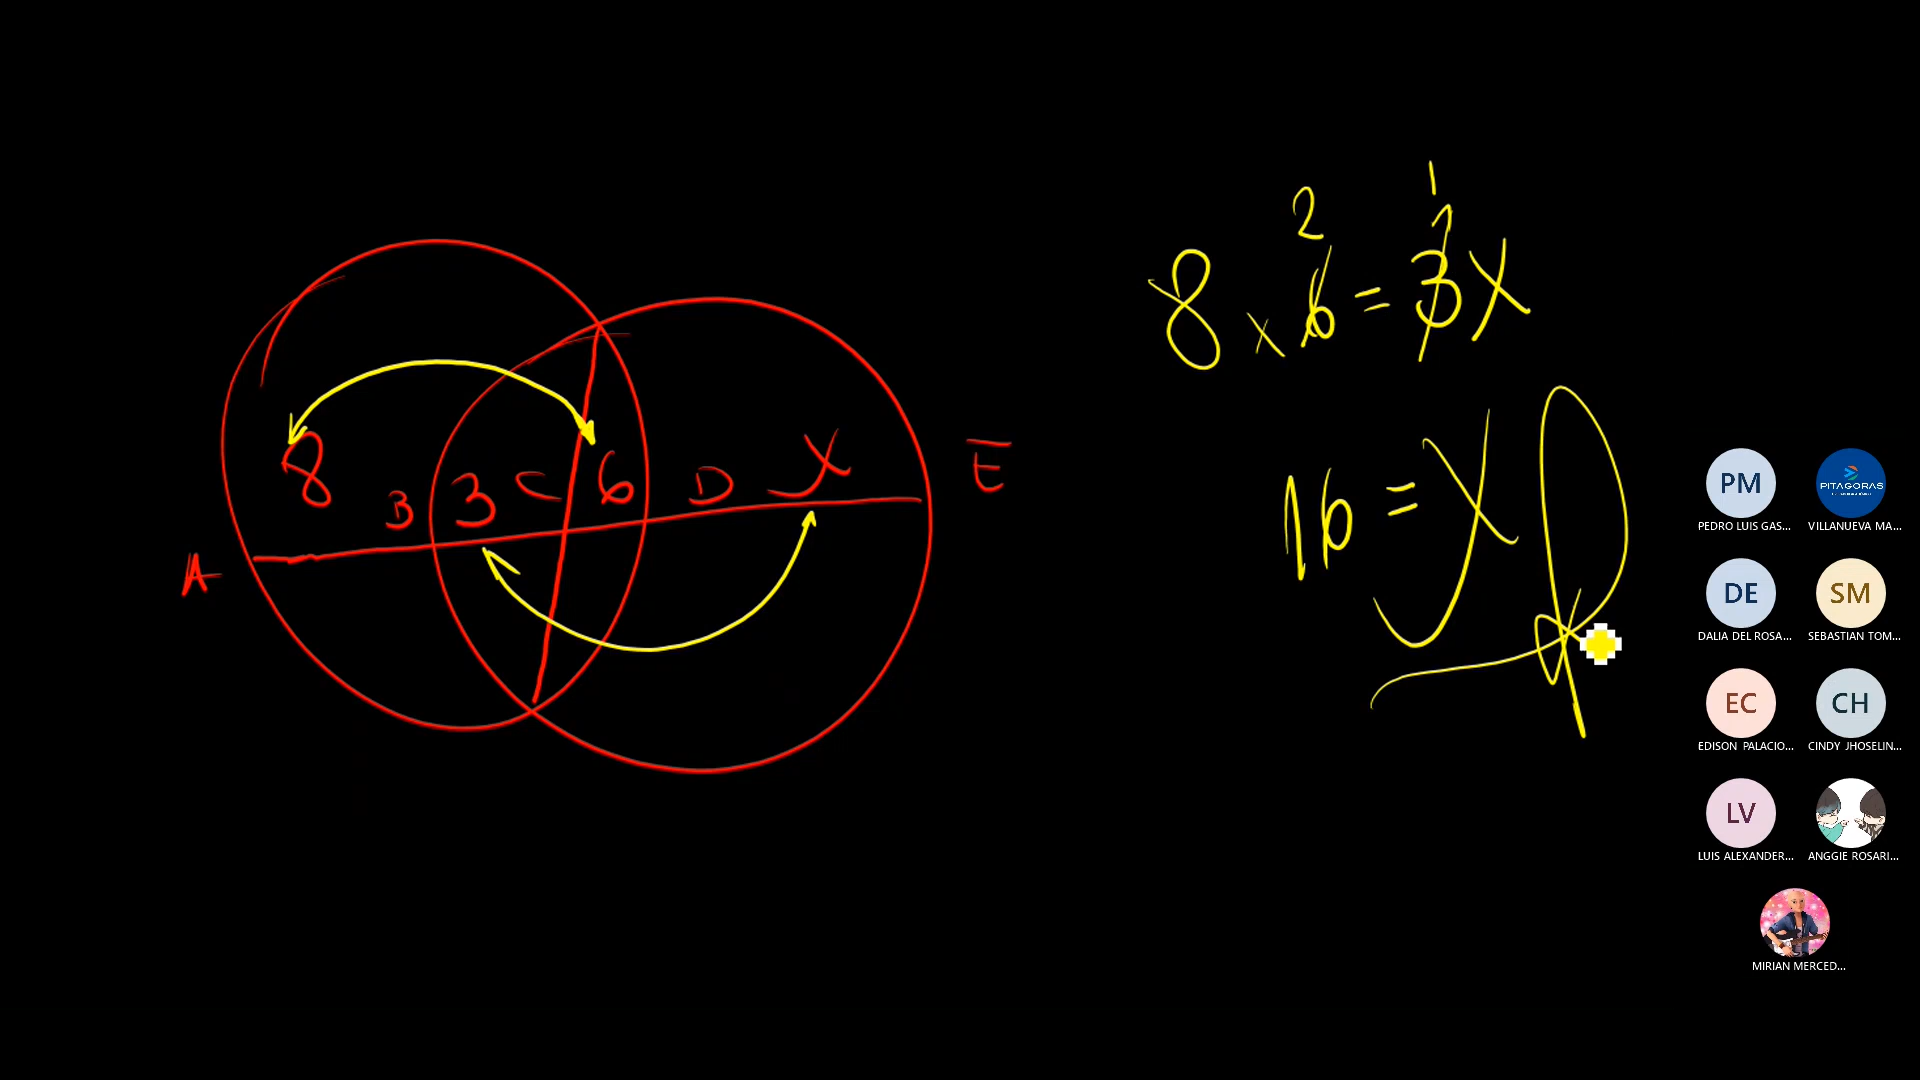 2 1
8 x 6 = 3 X
8 B 3 C 6 D X E
A
16 = X
PM
PITAGORAS
PEDRO LUIS GAS...
VILLANUEVA MA...
DE
SM
DALIA DEL ROSA...
SEBASTIAN TOM...
EC
CH
EDISON PALACIO...
CINDY JHOSELIN...
LV
LUIS ALEXANDER...
ANGGIE ROSARI...
MIRIAN MERCED...